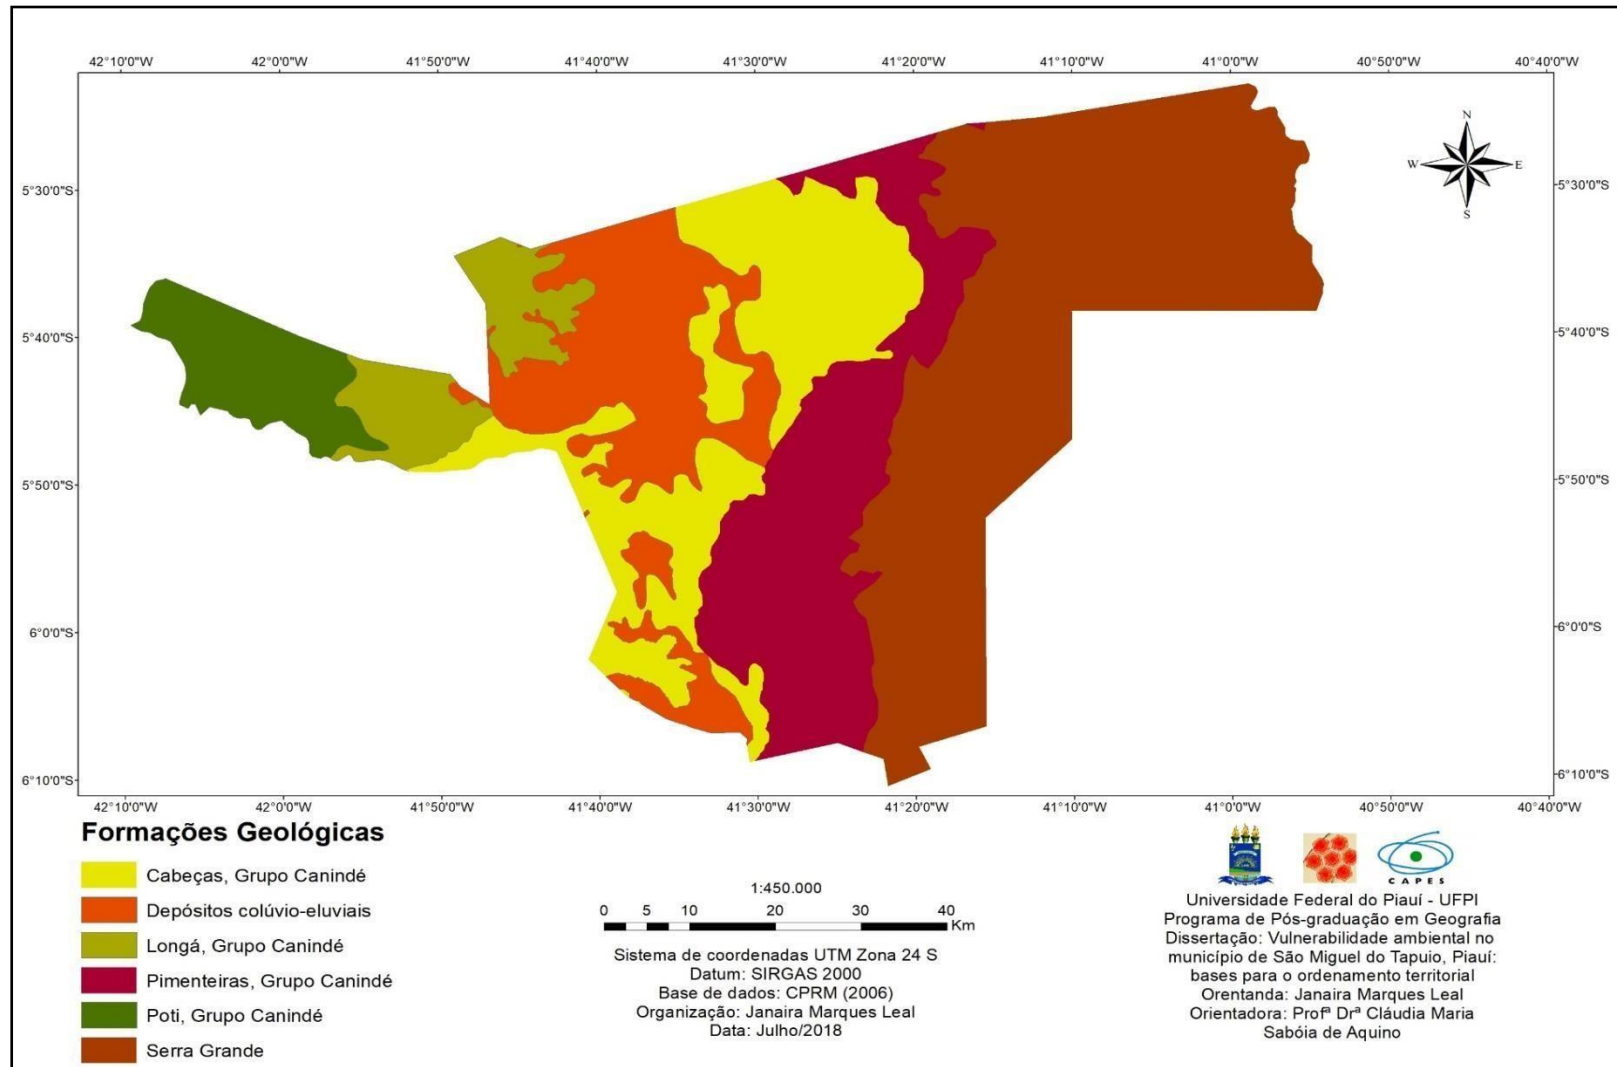 42°10'0"W 42°0'0"W 41°50'0"W 41°40'0"W 41°30'0"W 41°20'0"W 41°10'0"W 41°0'0"W 40°50'0"W 40°40'0"W
N
W E
S
5°30'0"S 5°30'0"S
5°40'0"S 5°40'0"S
5°50'0"S 5°50'0"S
6°0'0"S 6°0'0"S
6°10'0"S 6°10'0"S
42°10'0"W 42°0'0"W 41°50'0"W 41°40'0"W 41°30'0"W 41°20'0"W 41°10'0"W 41°0'0"W 40°50'0"W 40°40'0"W
Formações Geológicas
Cabeças, Grupo Canindé
Depósitos colúvio-eluviais
Longá, Grupo Canindé
Pimenteiras, Grupo Canindé
Poti, Grupo Canindé
Serra Grande
1:450.000
0 5 10 20 30 40
Km
Sistema de coordenadas UTM Zona 24 S
Datum: SIRGAS 2000
Base de dados: CPRM (2006)
Organização: Janaira Marques Leal
Data: Julho/2018
CAPES
Universidade Federal do Piauí - UFPI
Programa de Pós-graduação em Geografia
Dissertação: Vulnerabilidade ambiental no
município de São Miguel do Tapuio, Piauí:
bases para o ordenamento territorial
Orentanda: Janaira Marques Leal
Orientadora: Profª Drª Cláudia Maria
Sabóia de Aquino